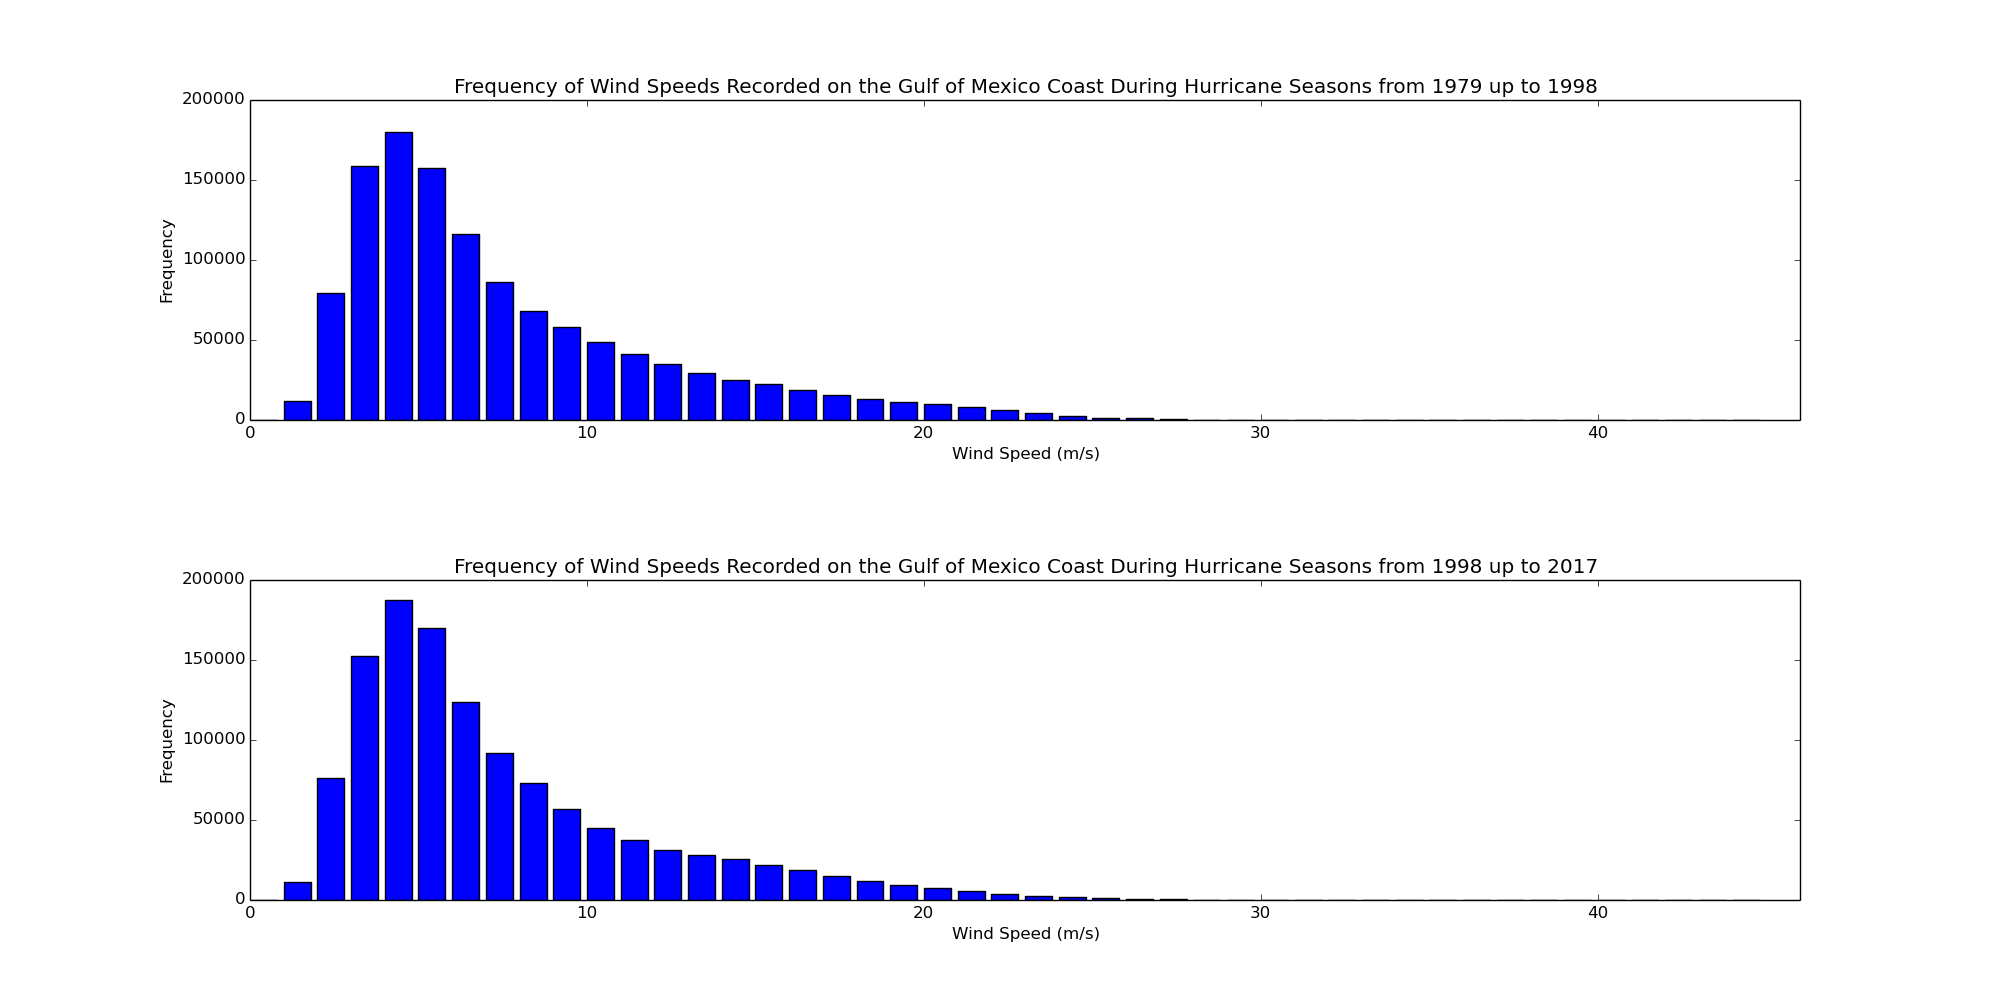 Frequency of Wind Speeds Recorded on the Gulf of Mexico Coast During Hurricane Seasons from 1979 up to 1998
200000
150000
100000
50000
0
Frequency
0 10 20 30 40
Wind Speed (m/s)
Frequency of Wind Speeds Recorded on the Gulf of Mexico Coast During Hurricane Seasons from 1998 up to 2017
200000
150000
100000
50000
0
Frequency
0 10 20 30 40
Wind Speed (m/s)